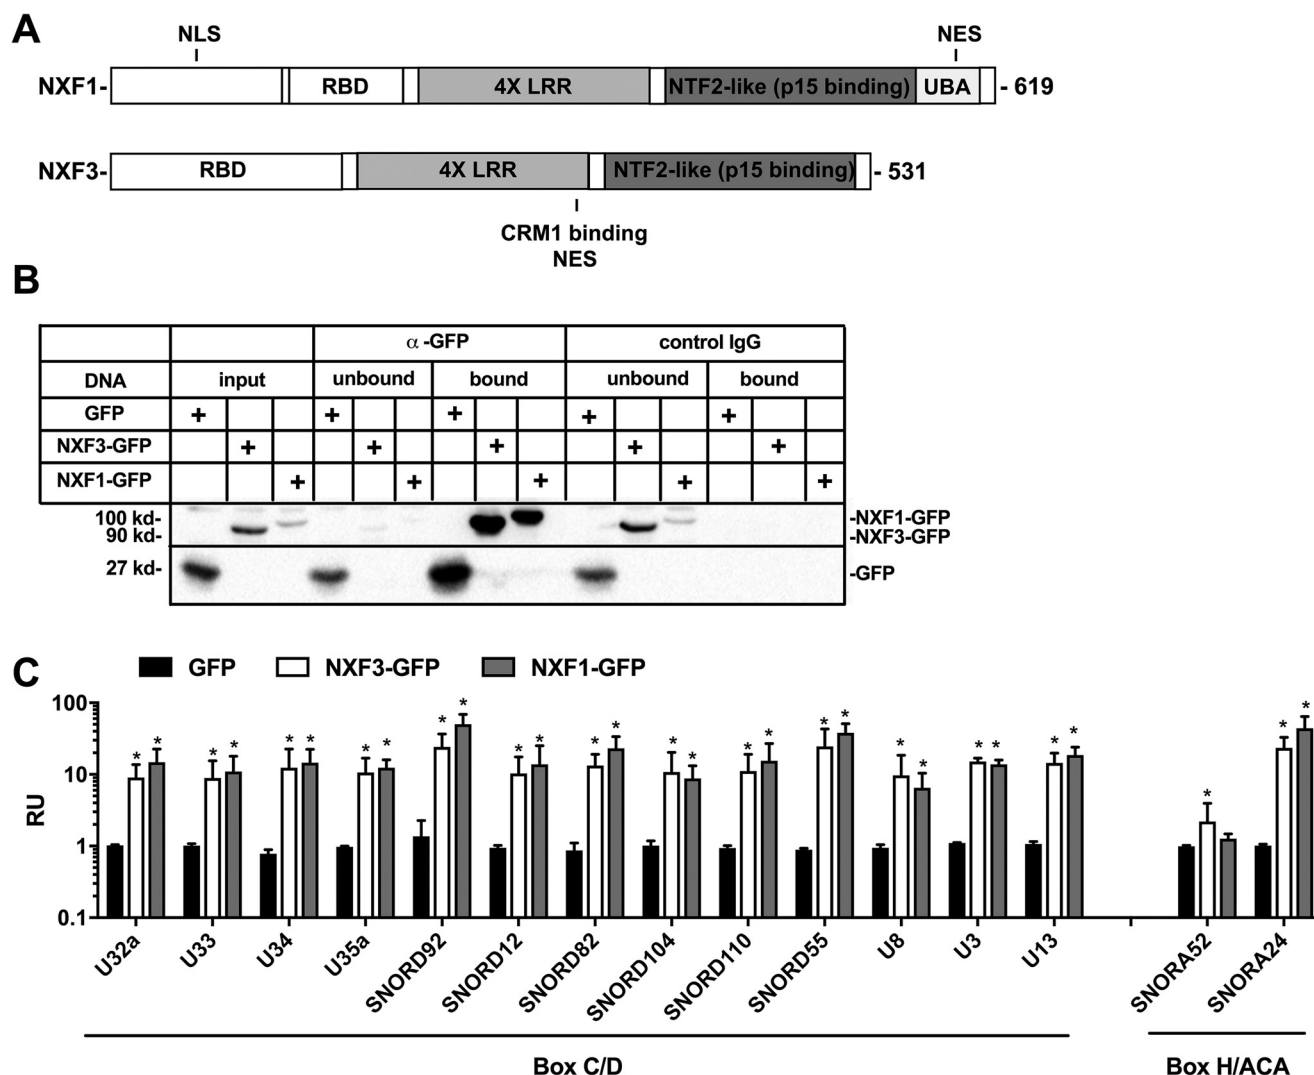 A
NLS
NES
NXF1-
RBD
4X LRR
NTF2-like (p15 binding)
UBA
- 619
NXF3-
RBD
4X LRR
NTF2-like (p15 binding)
- 531
CRM1 binding
NES
B
α -GFP
control IgG
DNA
input
unbound
bound
unbound
bound
GFP
+ + + + +
NXF3-GFP
+ + + + +
NXF1-GFP
+ + + + +
100 kd-
90 kd-
-NXF1-GFP
-NXF3-GFP
27 kd-
-GFP
C
GFP
NXF3-GFP
NXF1-GFP
RU
100
10
1
0.1
* * * * * * * * * * * * * * * * * * * * * * * * * * * * *
U32a
U33
U34
U35a
SNORD92
SNORD12
SNORD82
SNORD104
SNORD110
SNORD55
U8
U3
U13
SNORA52
SNORA24
Box C/D
Box H/ACA